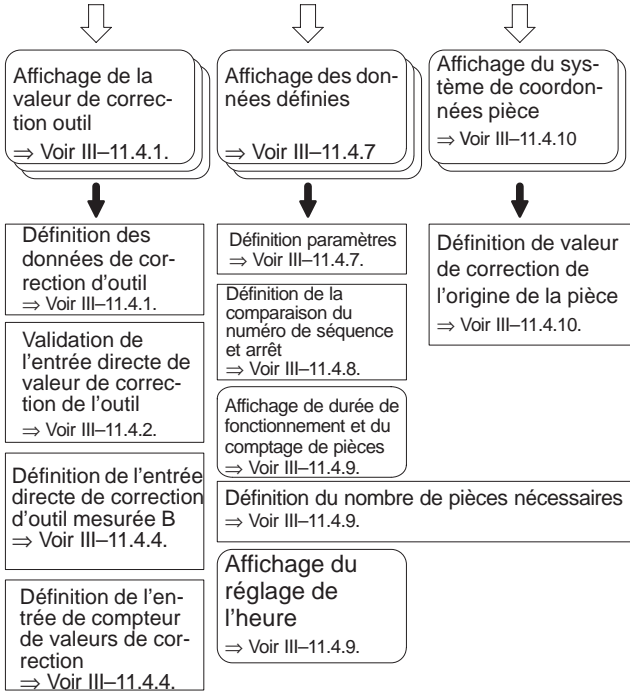 Affichage de la
valeur de correc-
tion outil
⇒ Voir III–11.4.1.
Définition des
données de cor-
rection d'outil
⇒ Voir III–11.4.1.
Validation de
l'entrée directe de
valeur de correc-
tion de l'outil
⇒ Voir III–11.4.2.
Définition de l'entrée
directe de correction
d'outil mesurée B
⇒ Voir III–11.4.4.
Définition de l'en-
trée de compteur
de valeurs de cor-
rection
⇒ Voir III–11.4.4.
Affichage des don-
nées définies
⇒ Voir III–11.4.7
Définition paramètres
⇒ Voir III–11.4.7.
Définition de la
comparaison du
numéro de séquence
et arrêt
⇒ Voir III–11.4.8.
Affichage de durée de
fonctionnement et du
comptage de pièces
⇒ Voir III–11.4.9.
Définition du nombre de pièces nécessaires
⇒ Voir III–11.4.9.
Affichage du
réglage de
l'heure
⇒ Voir III–11.4.9.
Affichage du sys-
tème de coordon-
nées pièce
⇒ Voir III–11.4.10
Définition de valeur
de correction de
l'origine de la pièce
⇒ Voir III–11.4.10.